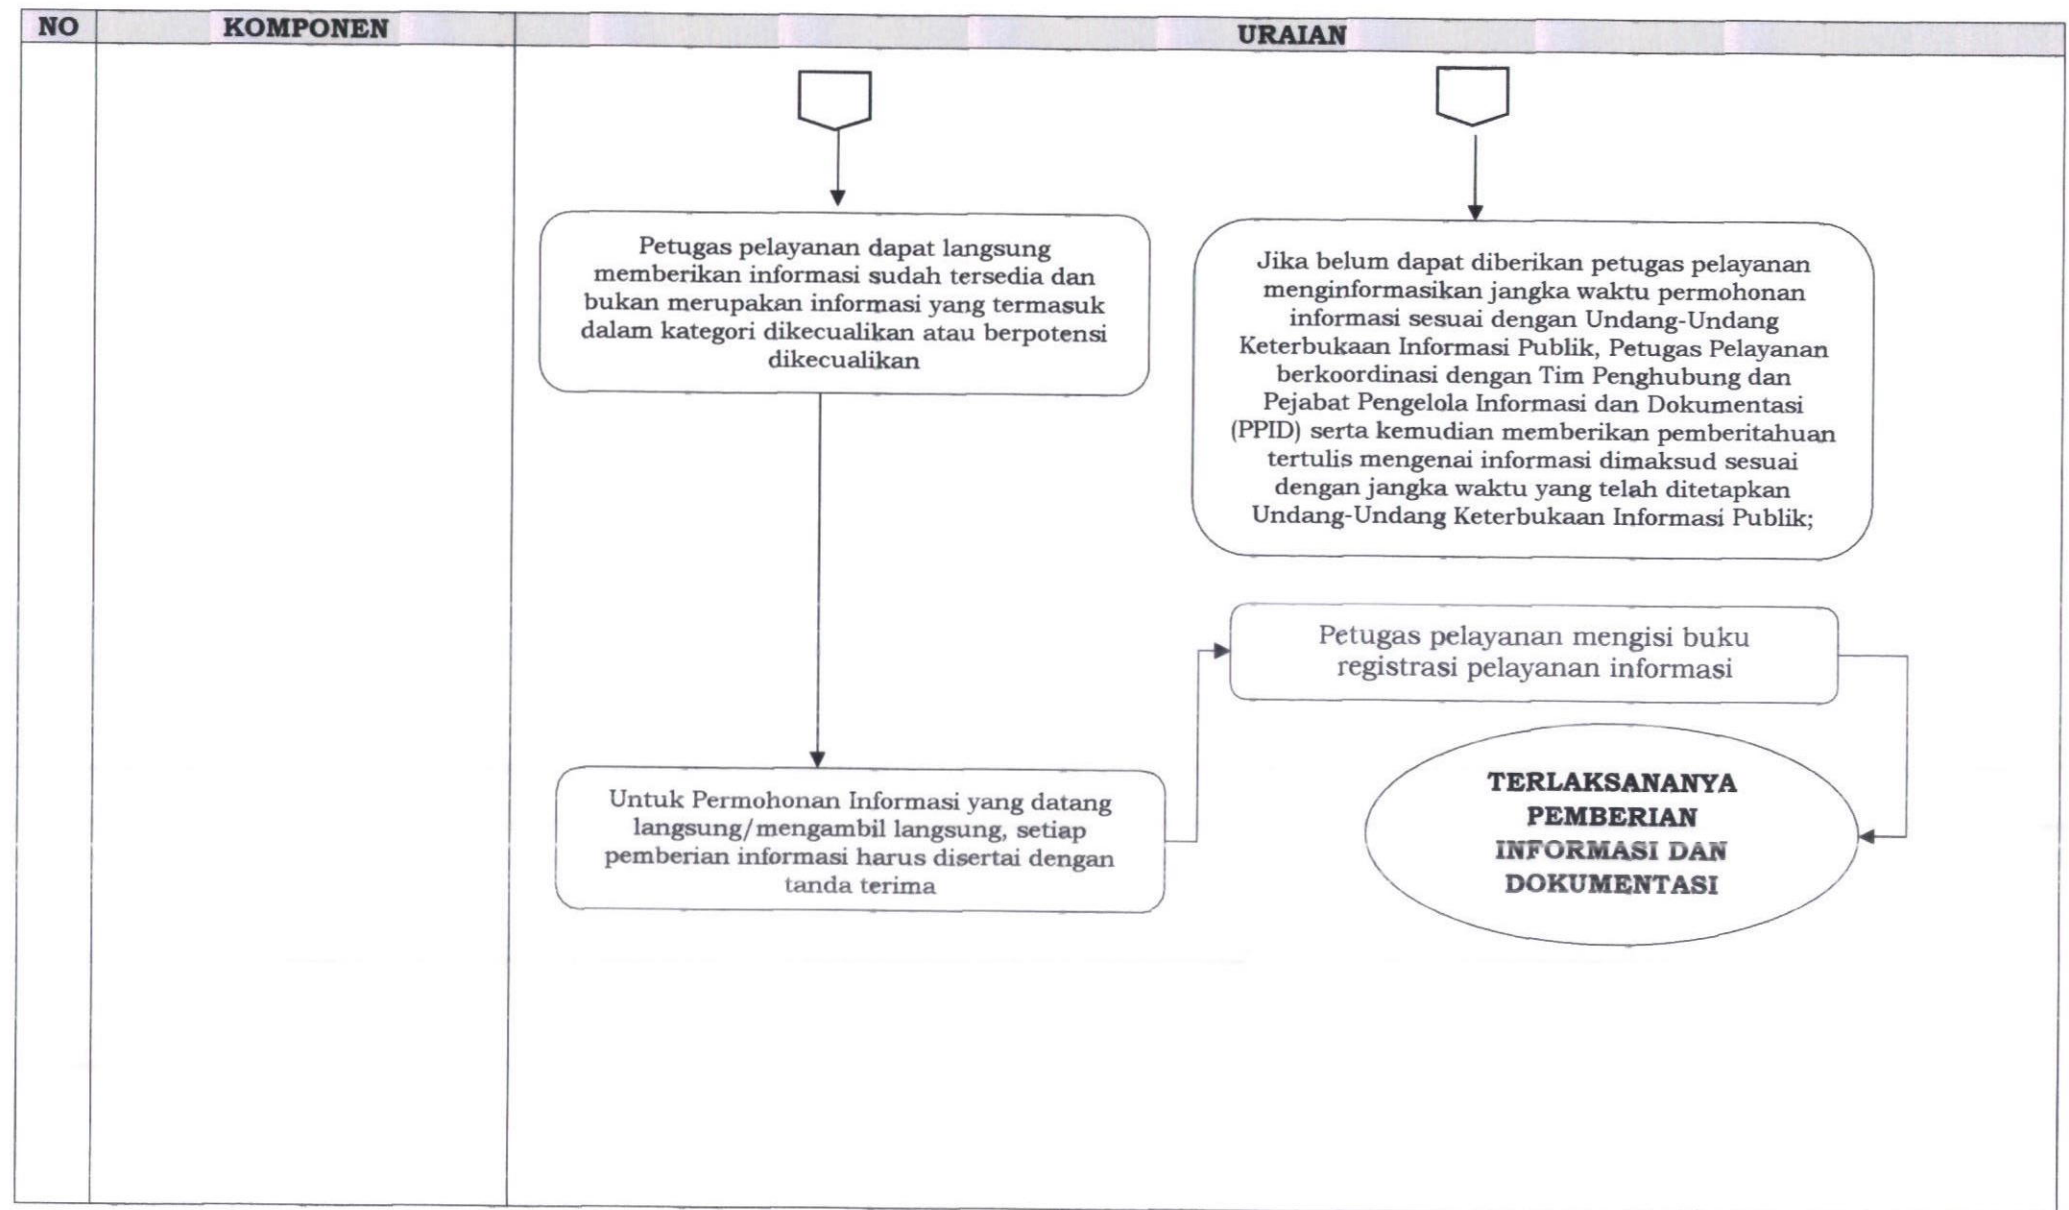 NO
KOMPONEN
URAIAN
Petugas pelayanan dapat langsung
memberikan informasi sudah tersedia dan
bukan merupakan informasi yang termasuk
dalam kategori dikecualikan atau berpotensi
dikecualikan
Jika belum dapat diberikan petugas pelayanan
menginformasikan jangka waktu permohonan
informasi sesuai dengan Undang-Undang
Keterbukaan Informasi Publik, Petugas Pelayanan
berkoordinasi dengan Tim Penghubung dan
Pejabat Pengelola Informasi dan Dokumentasi
(PPID) serta kemudian memberikan pemberitahuan
tertulis mengenai informasi dimaksud sesuai
dengan jangka waktu yang telah ditetapkan
Undang-Undang Keterbukaan Informasi Publik;
Untuk Permohonan Informasi yang datang
langsung/mengambil langsung, setiap
pemberian informasi harus disertai dengan
tanda terima
Petugas pelayanan mengisi buku
registrasi pelayanan informasi
TERLAKSANANYA
PEMBERIAN
INFORMASI DAN
DOKUMENTASI